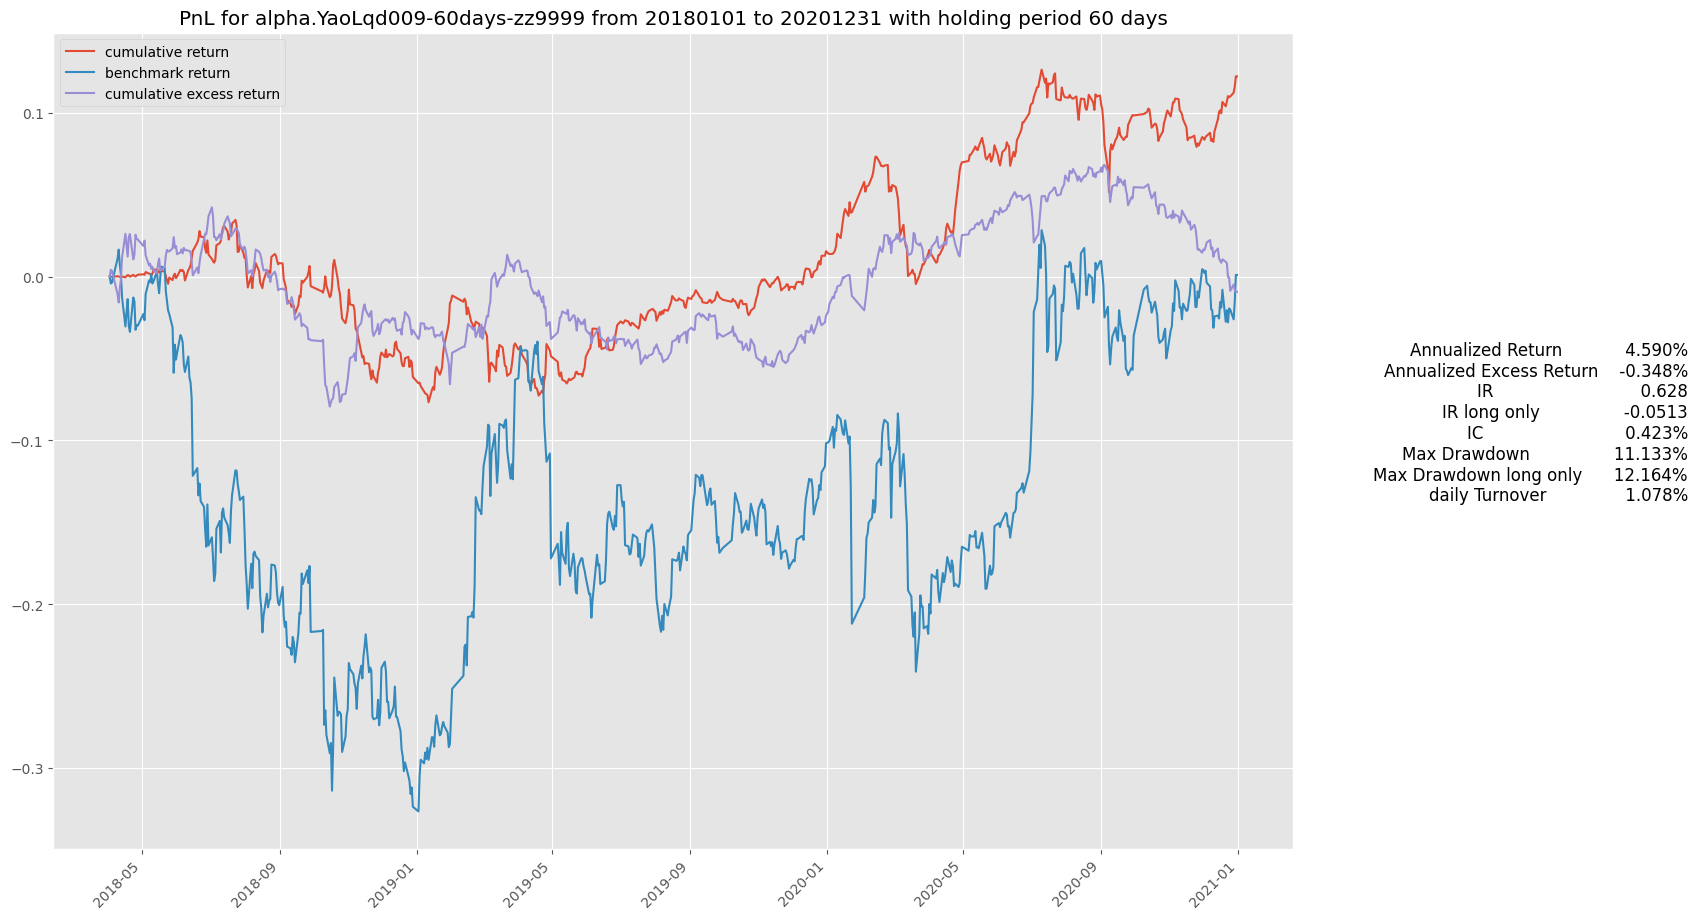 PnL for alpha.YaoLqd009-60days-zz9999 from 20180101 to 20201231 with holding period 60 days
cumulative return
benchmark return
cumulative excess return
0.1
0.0
−0.1
−0.2
−0.3
2018-05
2018-09
2019-01
2019-05
2019-09
2020-01
2020-05
2020-09
2021-01
Annualized Return 4.590%
Annualized Excess Return -0.348%
IR 0.628
IR long only -0.0513
IC 0.423%
Max Drawdown 11.133%
Max Drawdown long only 12.164%
daily Turnover 1.078%